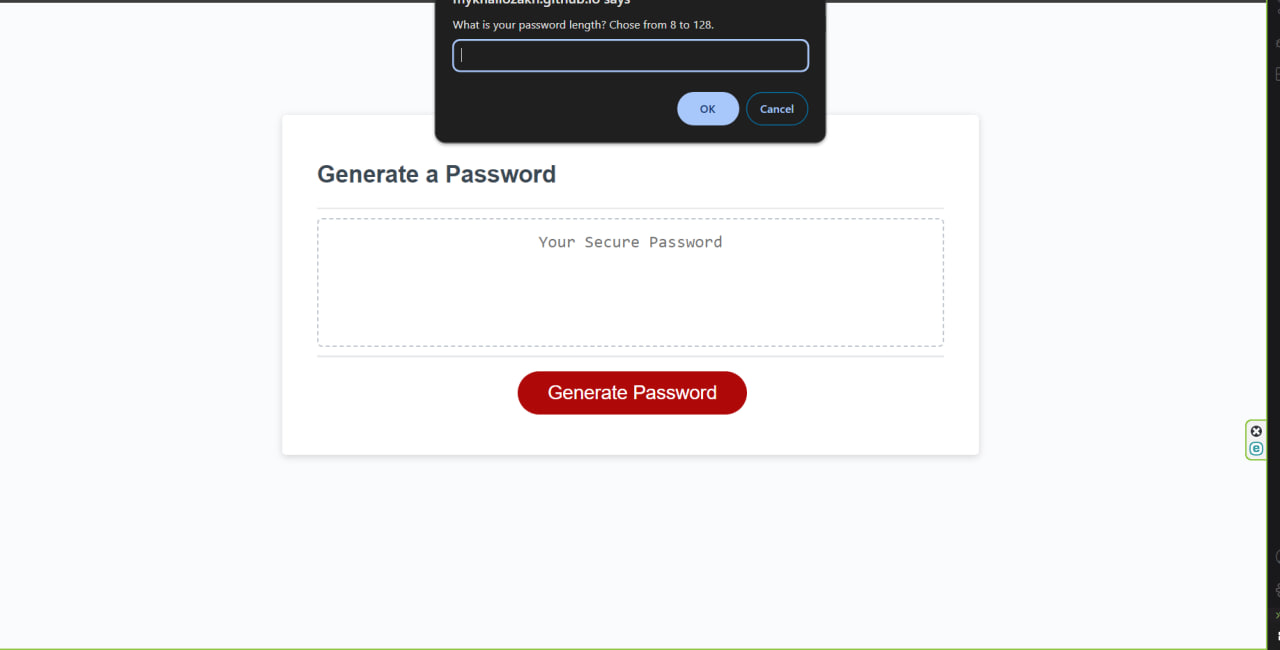 says
What is your password length? Chose from 8 to 128.
OK
Cancel
Generate a Password
Your Secure Password
Generate Password